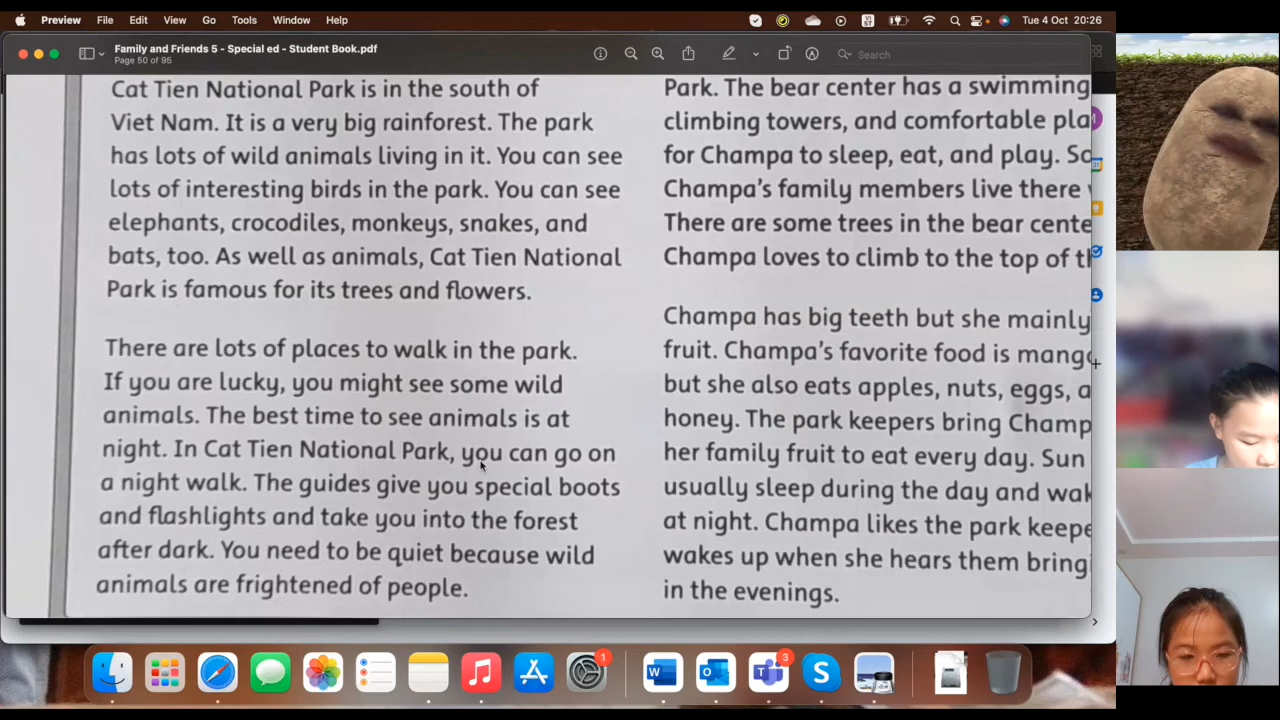 Preview File Edit View Go Tools Window Help
VI
ST
Tue 4 Oct 20:26
Family and Friends 5 - Special ed - Student Book.pdf
Page 50 of 95
Search
Cat Tien National Park is in the south of
Viet Nam. It is a very big rainforest. The park
has lots of wild animals living in it. You can see
lots of interesting birds in the park. You can see
elephants, crocodiles, monkeys, snakes, and
bats, too. As well as animals, Cat Tien National
Park is famous for its trees and flowers.
There are lots of places to walk in the park.
If you are lucky, you might see some wild
animals. The best time to see animals is at
night. In Cat Tien National Park, you can go on
a night walk. The guides give you special boots
and flashlights and take you into the forest
after dark. You need to be quiet because wild
animals are frightened of people.
Park. The bear center has a swimming
climbing towers, and comfortable pla
for Champa to sleep, eat, and play. So
Champa's family members live there
There are some trees in the bear cente
Champa loves to climb to the top of th
Champa has big teeth but she mainly
fruit. Champa's favorite food is mang
but she also eats apples, nuts, eggs, a
honey. The park keepers bring Champ
her family fruit to eat every day. Sun
usually sleep during the day and wak
at night. Champa likes the park keepe
wakes up when she hears them bring
in the evenings.
1
3